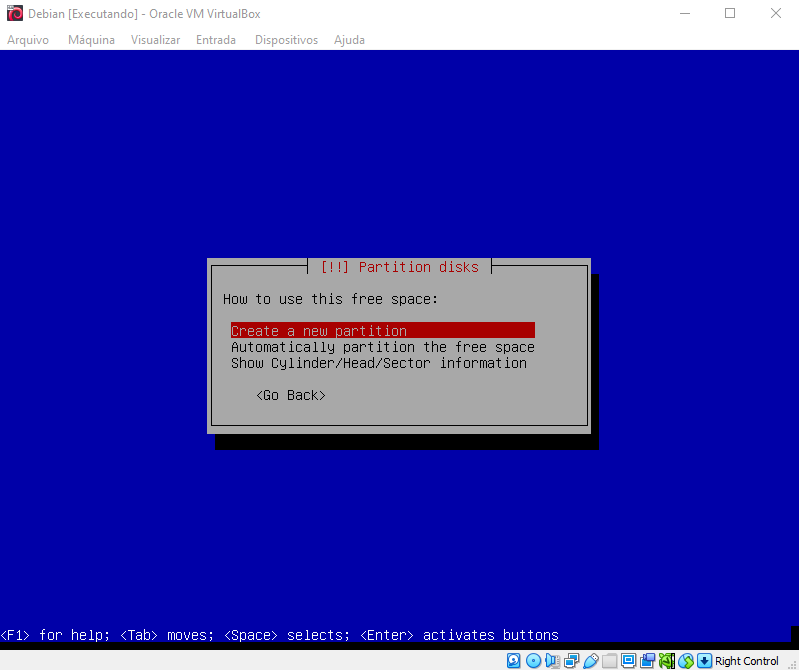 Debian [Executando] - Oracle VM VirtualBox
Arquivo Máquina Visualizar Entrada Dispositivos Ajuda
[!!] Partition disks
How to use this free space:
Create a new partition
Automatically partition the free space
Show Cylinder/Head/Sector information
<Go Back>
<F1> for help; <Tab> moves; <Space> selects; <Enter> activates buttons
Right Control